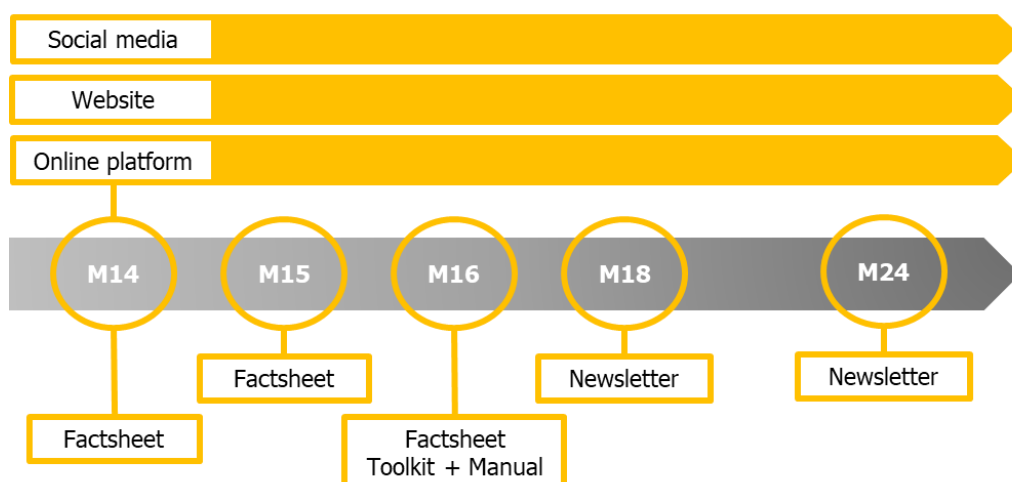 Social media
Website
Online platform
M14
M15
M16
M18
M24
Factsheet
Newsletter
Newsletter
Factsheet
Factsheet
Toolkit + Manual